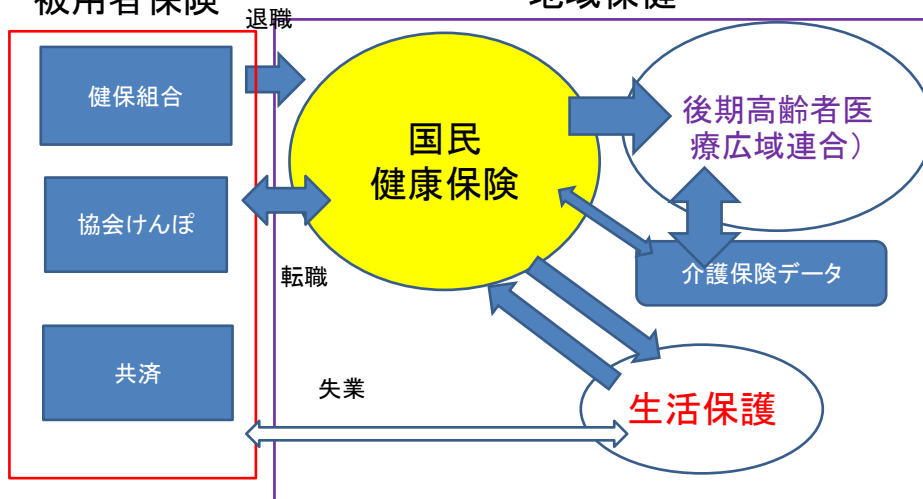 被用者保険
地域保健
退職
健保組合
国民
健康保険
後期高齢者医
療広域連合）
協会けんぽ
転職
介護保険データ
共済
失業
生活保護